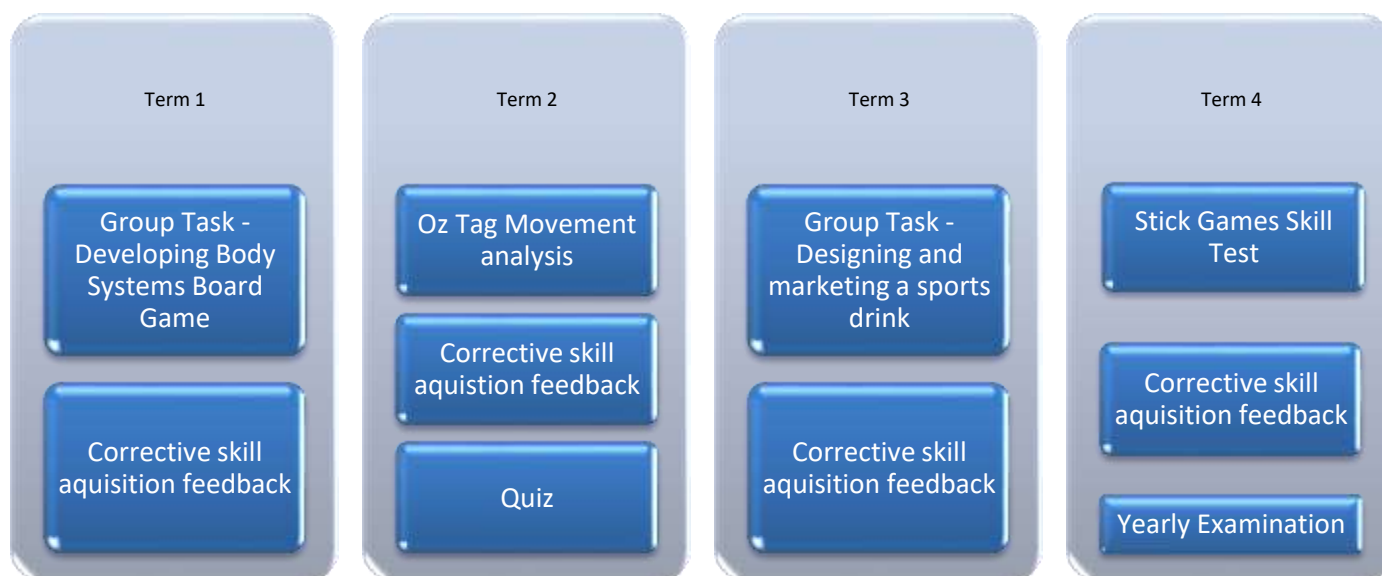 Term 1
Group Task -
Developing Body
Systems Board
Game
Corrective skill
aquisition feedback
Term 2
Oz Tag Movement
analysis
Corrective skill
aquistion feedback
Quiz
Term 3
Group Task -
Designing and
marketing a sports
drink
Corrective skill
aquisition feedback
Term 4
Stick Games Skill
Test
Corrective skill
aquisition feedback
Yearly Examination